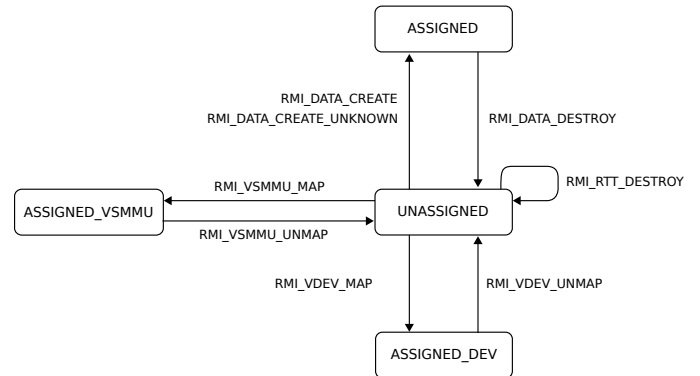 ASSIGNED
RMI_DATA_CREATE
RMI_DATA_CREATE_UNKNOWN
RMI_DATA_DESTROY
RMI_RTT_DESTROY
RMI_VSMMU_MAP
ASSIGNED_VSMMU
UNASSIGNED
RMI_VSMMU_UNMAP
RMI_VDEV_MAP
RMI_VDEV_UNMAP
ASSIGNED_DEV